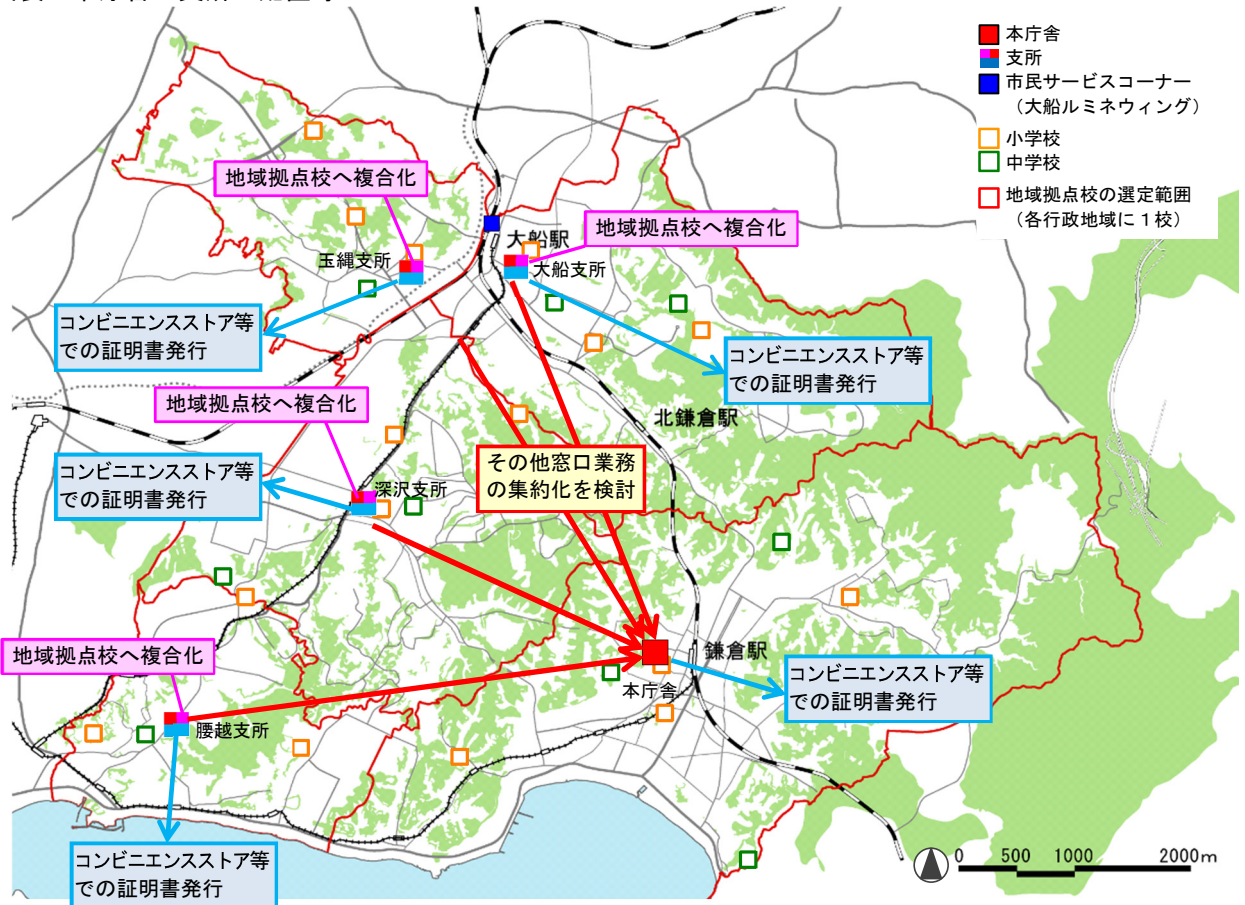 本庁舎
支所
市民サービスコーナー
（大船ルミネウィング）
小学校
中学校
地域拠点校の選定範囲
（各行政地域に１校）
地域拠点校へ複合化
地域拠点校へ複合化
大船駅
玉縄支所
大船支所
コンビニエンスストア等
での証明書発行
コンビニエンスストア等
での証明書発行
地域拠点校へ複合化
北鎌倉駅
コンビニエンスストア等
での証明書発行
その他窓口業務
の集約化を検討
深沢支所
地域拠点校へ複合化
鎌倉駅
本庁舎
コンビニエンスストア等
での証明書発行
腰越支所
コンビニエンスストア等
での証明書発行
0 500 1000 2000m